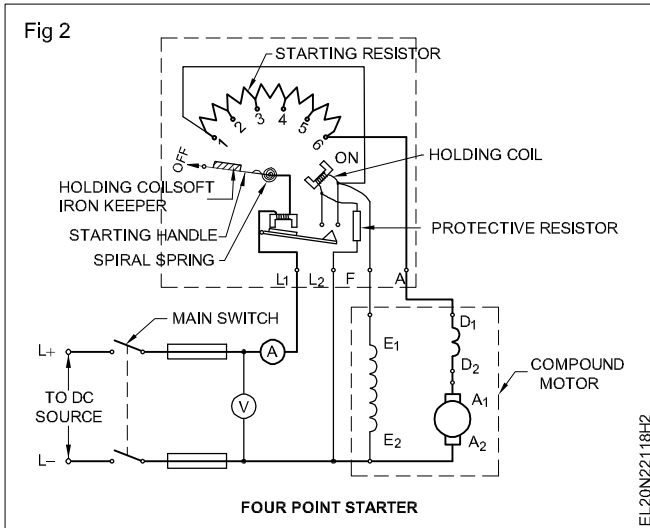 Fig 2
STARTING RESISTOR
1
2
3
4
5
6
OFF
ON
HOLDING COIL
HOLDING COILSOFT
IRON KEEPER
STARTING HANDLE
SPIRAL SPRING
PROTECTIVE RESISTOR
L1 L2 F A
MAIN SWITCH
L+
A
V
TO DC
SOURCE
L–
E1
E2
D1
D2
A1
A2
COMPOUND
MOTOR
FOUR POINT STARTER
EL20N22118H2